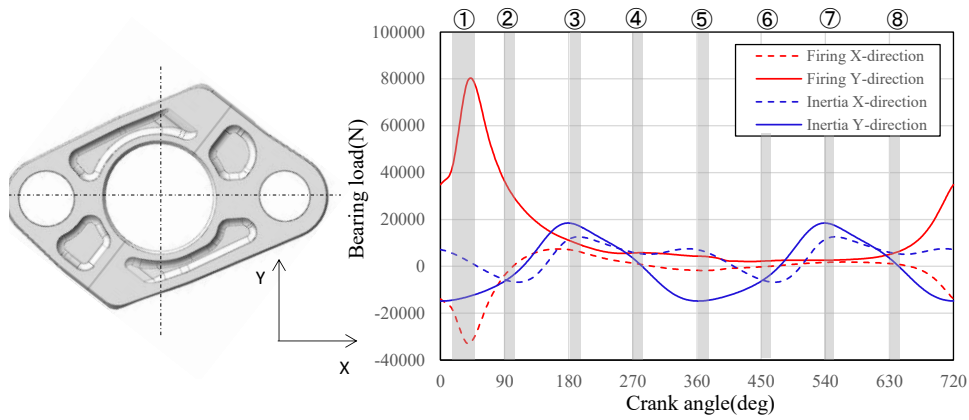 ① ② ③ ④ ⑤ ⑥ ⑦ ⑧
100000
80000
60000
40000
20000
0
-20000
-40000
Bearing load(N)
Firing X-direction
Firing Y-direction
Inertia X-direction
Inertia Y-direction
0 90 180 270 360 450 540 630 720
Crank angle(deg)
Y
X